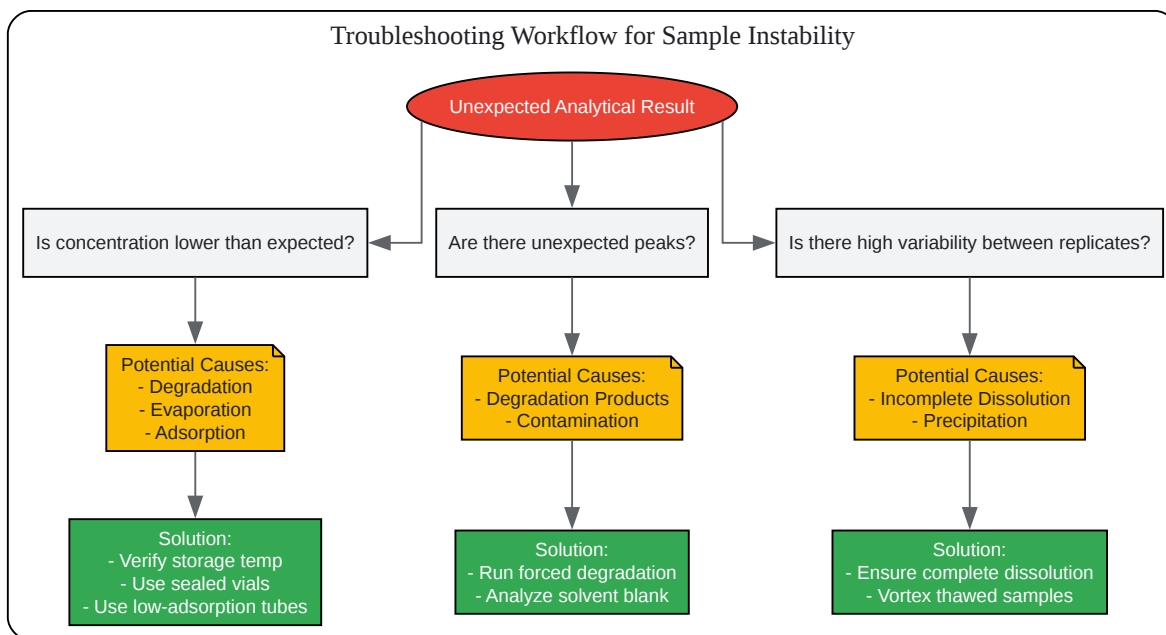 Troubleshooting Workflow for Sample Instability
Unexpected Analytical Result
Is concentration lower than expected?
Are there unexpected peaks?
Is there high variability between replicates?
Potential Causes:
- Degradation
- Evaporation
- Adsorption
Potential Causes:
- Degradation Products
- Contamination
Potential Causes:
- Incomplete Dissolution
- Precipitation
Solution:
- Verify storage temp
- Use sealed vials
- Use low-adsorption tubes
Solution:
- Run forced degradation
- Analyze solvent blank
Solution:
- Ensure complete dissolution
- Vortex thawed samples